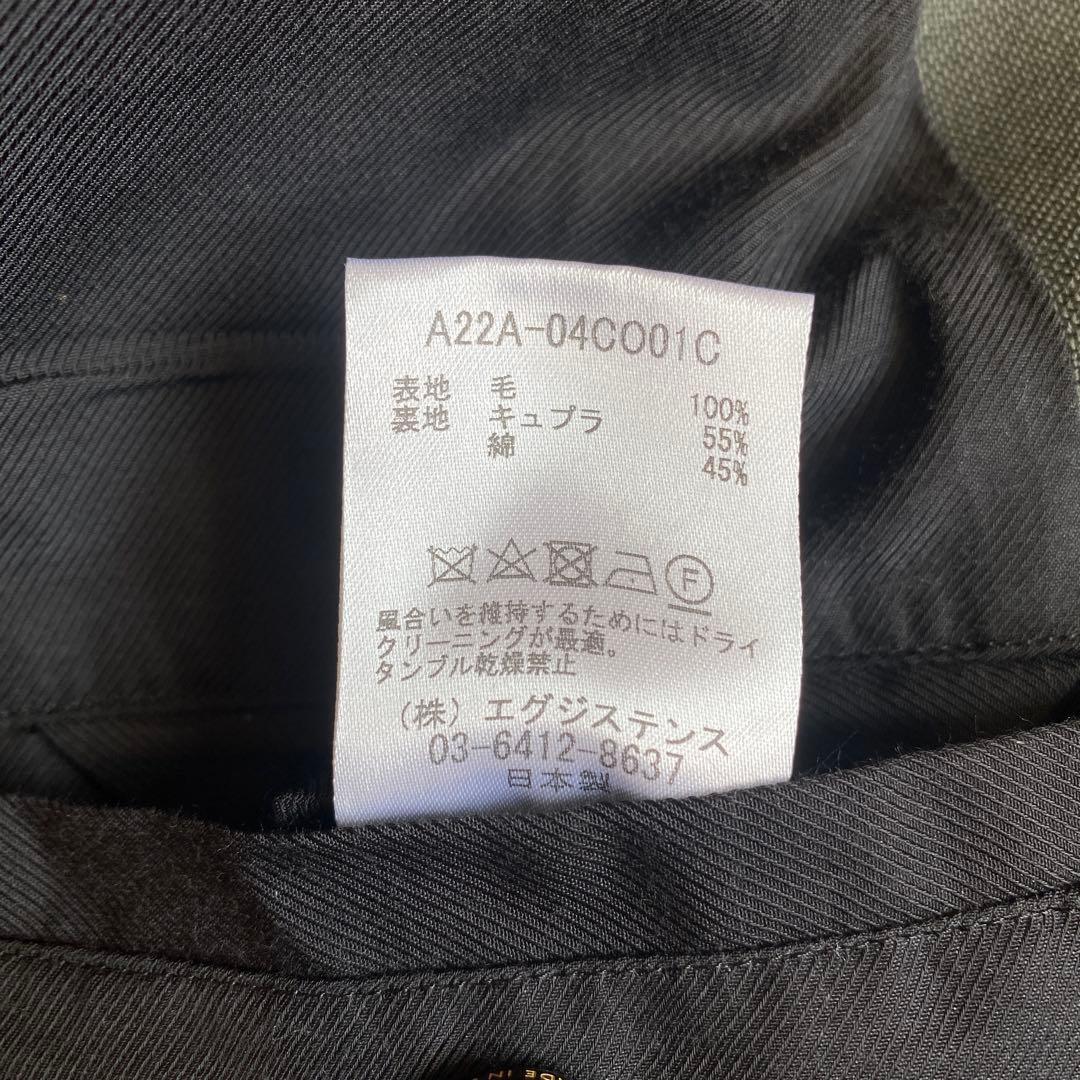 A22A-04CO01C
表地 毛 100%
裏地 キュプラ 55%
綿 45%
F
風合いを維持するためにはドライ
クリーニングが最適。
タンブル乾燥禁止
(株) エグジステンス
03-6412-8637
日本製
DE IN